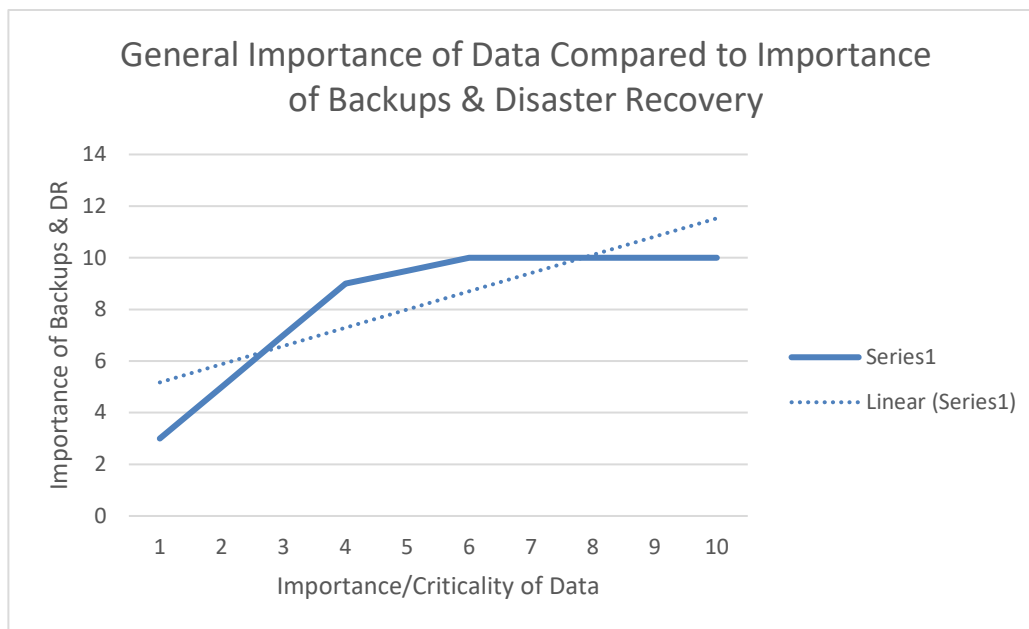 General Importance of Data Compared to Importance
of Backups & Disaster Recovery
Importance of Backups & DR
14
12
10
8
6
4
2
0
1 2 3 4 5 6 7 8 9 10
Importance/Criticality of Data
Series1
Linear (Series1)